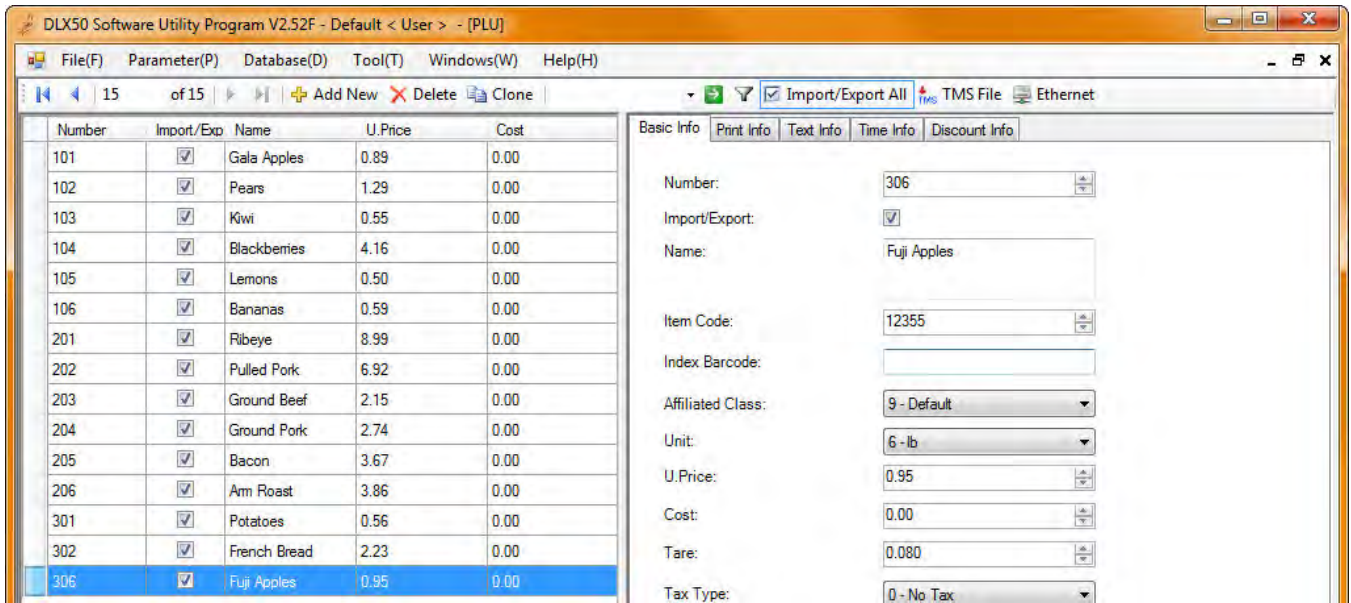 DLX50 Software Utility Program V2.52F - Default < User > - [PLU]
File(F) Parameter(P) Database(D) Tool(T) Windows(W) Help(H)
15 of 15 Add New Delete Clone Import/Export All TMS TMS File Ethernet
Number Import/Exp Name U.Price Cost
101 Gala Apples 0.89 0.00
102 Pears 1.29 0.00
103 Kiwi 0.55 0.00
104 Blackberries 4.16 0.00
105 Lemons 0.50 0.00
106 Bananas 0.59 0.00
201 Ribeye 8.99 0.00
202 Pulled Pork 6.92 0.00
203 Ground Beef 2.15 0.00
204 Ground Pork 2.74 0.00
205 Bacon 3.67 0.00
206 Arm Roast 3.86 0.00
301 Potatoes 0.56 0.00
302 French Bread 2.23 0.00
306 Fuji Apples 0.95 0.00
Basic Info Print Info Text Info Time Info Discount Info
Number: 306
Import/Export:
Name: Fuji Apples
Item Code: 12355
Index Barcode:
Affiliated Class: 9 - Default
Unit: 6 - lb
U.Price: 0.95
Cost: 0.00
Tare: 0.080
Tax Type: 0 - No Tax